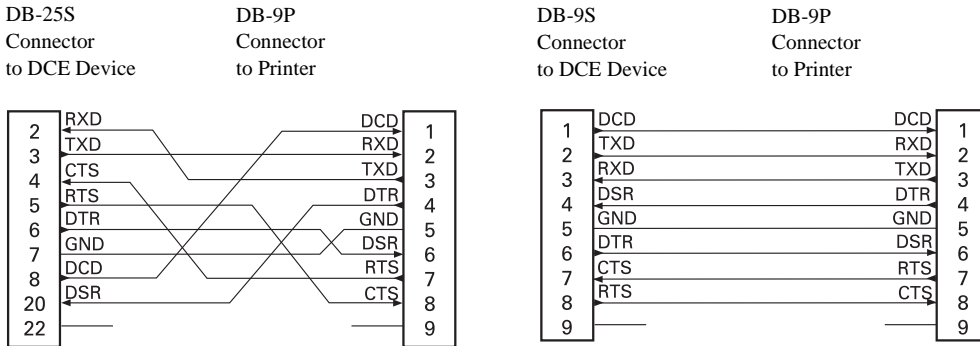 DB-25S
Connector
to DCE Device
DB-9P
Connector
to Printer
2 RXD
3 TXD
4 CTS
5 RTS
6 DTR
7 GND
8 DCD
20 DSR
22
DCD 1
RXD 2
TXD 3
DTR 4
GND 5
DSR 6
RTS 7
CTS 8
9
DB-9S
Connector
to DCE Device
DB-9P
Connector
to Printer
1 DCD
2 TXD
3 RXD
4 DSR
5 GND
6 DTR
7 CTS
8 RTS
9
DCD 1
RXD 2
TXD 3
DTR 4
GND 5
DSR 6
RTS 7
CTS 8
9